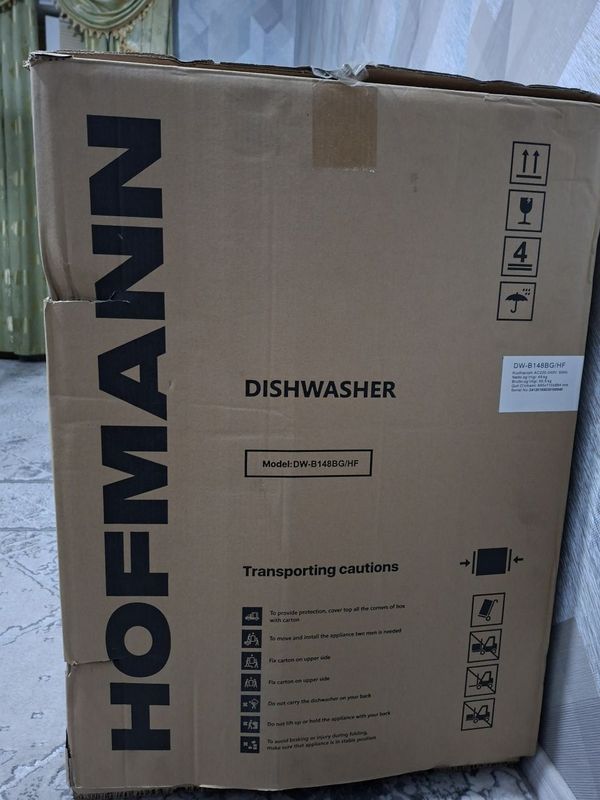 HOFMANN
4
DISHWASHER
Model:DW-B148BG/HF
DW-B148BG/HF
Transporting cautions
To provide protection, cover top all the corners of box
with carton
To move and install the appliance two men is needed
Fix carton on upper side
Fix carton on upper side
Do not carry the dishwasher on your back
Do not lift up or hold the appliance with your back
To avoid braking or injury during folding,
make sure that appliance is in stable position